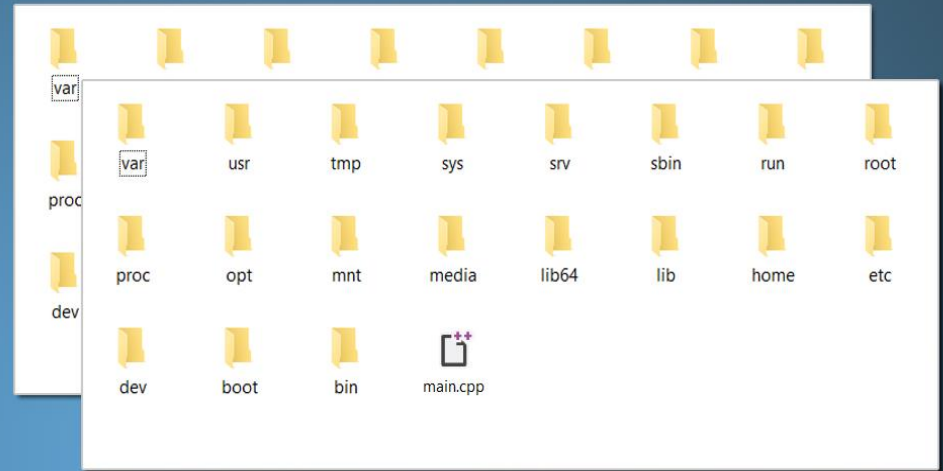 var
proc
dev
var usr tmp sys srv sbin run root
proc opt mnt media lib64 lib home etc
dev boot bin main.cpp